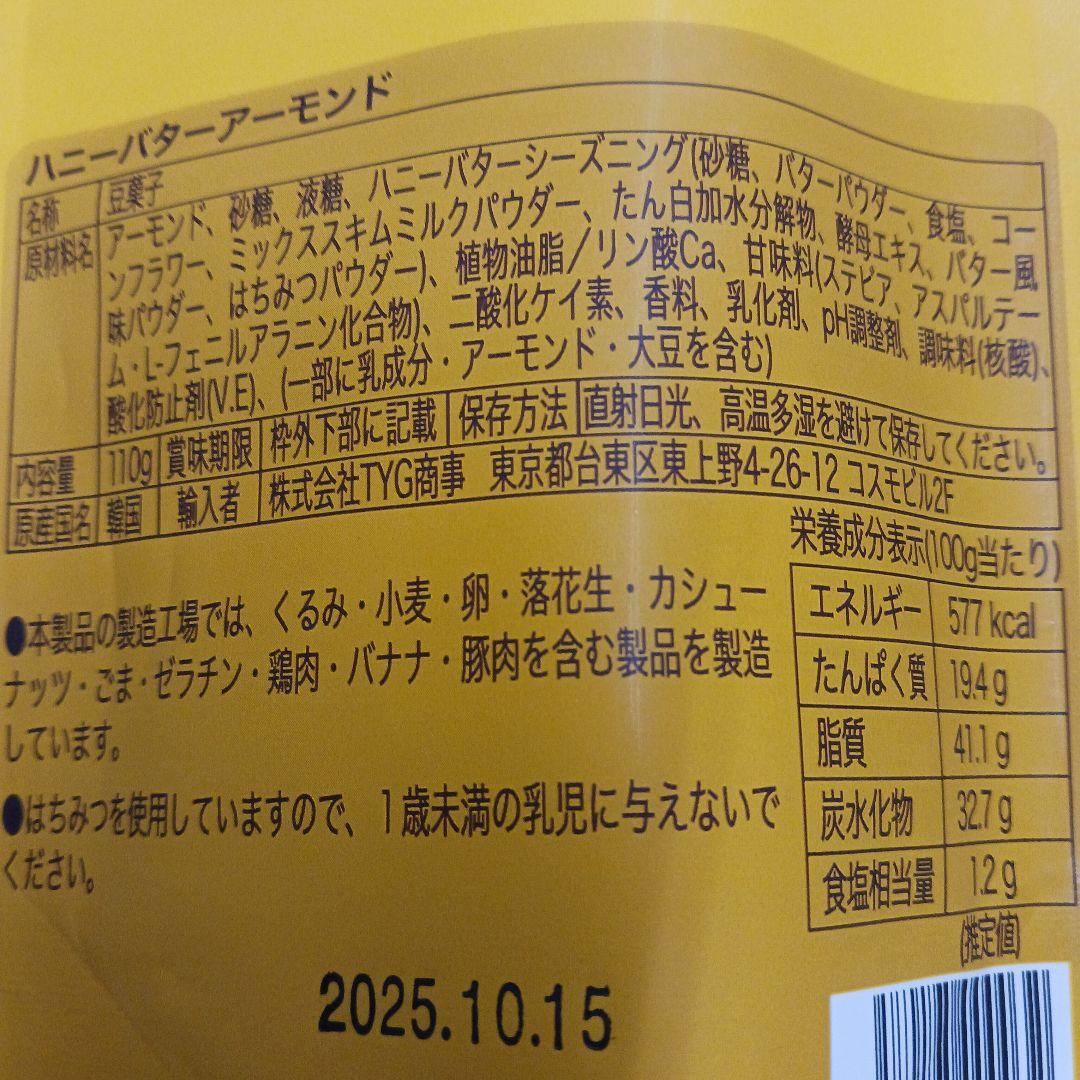 ハニーバターアーモンド
名称 豆菓子
原材料名 アーモンド、砂糖、液糖、ハニーバターシーズニング(砂糖、バターパウダー、食塩、コー
ンフラワー、ミックススキムミルクパウダー、たん白加水分解物、酵母エキス、バター風
味パウダー、はちみつパウダー)、植物油脂/リン酸Ca、甘味料(ステビア、アスパルテー
ム・L-フェニルアラニン化合物)、二酸化ケイ素、香料、乳化剤、pH調整剤、調味料(核酸)、
酸化防止剤(V.E)、(一部に乳成分・アーモンド・大豆を含む)
内容量 110g 賞味期限 枠外下部に記載 保存方法 直射日光、高温多湿を避けて保存してください。
原産国名 韓国 輸入者 株式会社TYG商事 東京都台東区東上野4-26-12 コスモビル2F
栄養成分表示(100g当たり)
エネルギー 577 kcal
たんぱく質 19.4 g
脂質 41.1 g
炭水化物 32.7 g
食塩相当量 1.2 g
(推定値)
●本製品の製造工場では、くるみ・小麦・卵・落花生・カシュー
ナッツ・ごま・ゼラチン・鶏肉・バナナ・豚肉を含む製品を製造
しています。
●はちみつを使用していますので、1歳未満の乳児に与えないで
ください。
2025.10.15